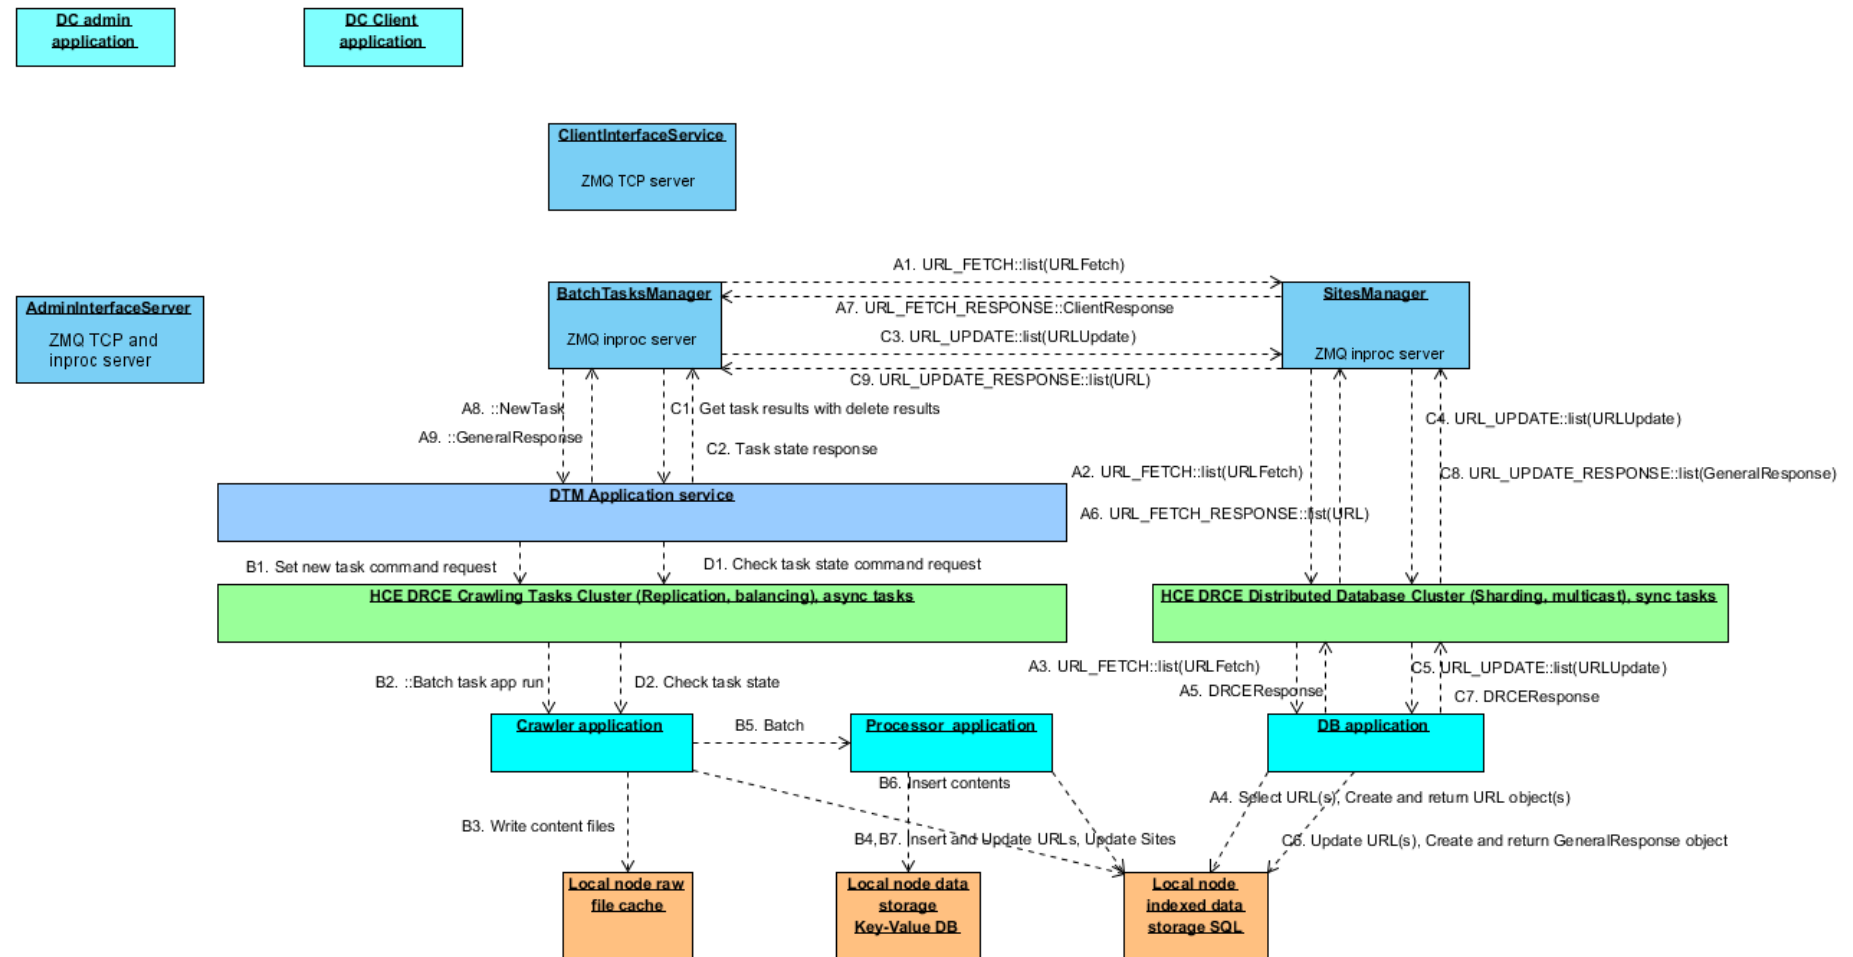 DC admin
application
DC Client
application
ClientInterfaceService
ZMQ TCP server
A1. URL_FETCH::list(URLFetch)
BatchTasksManager
SitesManager
AdminInterfaceServer
A7. URL_FETCH_RESPONSE::ClientResponse
ZMQ TCP and
inproc server
ZMQ inproc server
C3. URL_UPDATE::list(URLUpdate)
ZMQ inproc server
C9. URL_UPDATE_RESPONSE::list(URL)
A8. ::NewTask
C1. Get task results with delete results
C4. URL_UPDATE::list(URLUpdate)
A9. ::GeneralResponse
C2. Task state response
A2. URL_FETCH::list(URLFetch)
C8. URL_UPDATE_RESPONSE::list(GeneralResponse)
DTM Application service
A6. URL_FETCH_RESPONSE::list(URL)
B1. Set new task command request
D1. Check task state command request
HCE DRCE Crawling Tasks Cluster (Replication, balancing), async tasks
HCE DRCE Distributed Database Cluster (Sharding, multicast), sync tasks
A3. URL_FETCH::list(URLFetch)
C5. URL_UPDATE::list(URLUpdate)
B2. ::Batch task app run
D2. Check task state
A5. DRCEResponse
C7. DRCEResponse
Crawler application
B5. Batch
Processor application
DB application
B6. Insert contents
A4. Select URL(s), Create and return URL object(s)
B3. Write content files
B4,B7. Insert and Update URLs, Update Sites
C6. Update URL(s), Create and return GeneralResponse object
Local node raw
file cache
Local node data
storage
Key-Value DB
Local node
indexed data
storage SQL